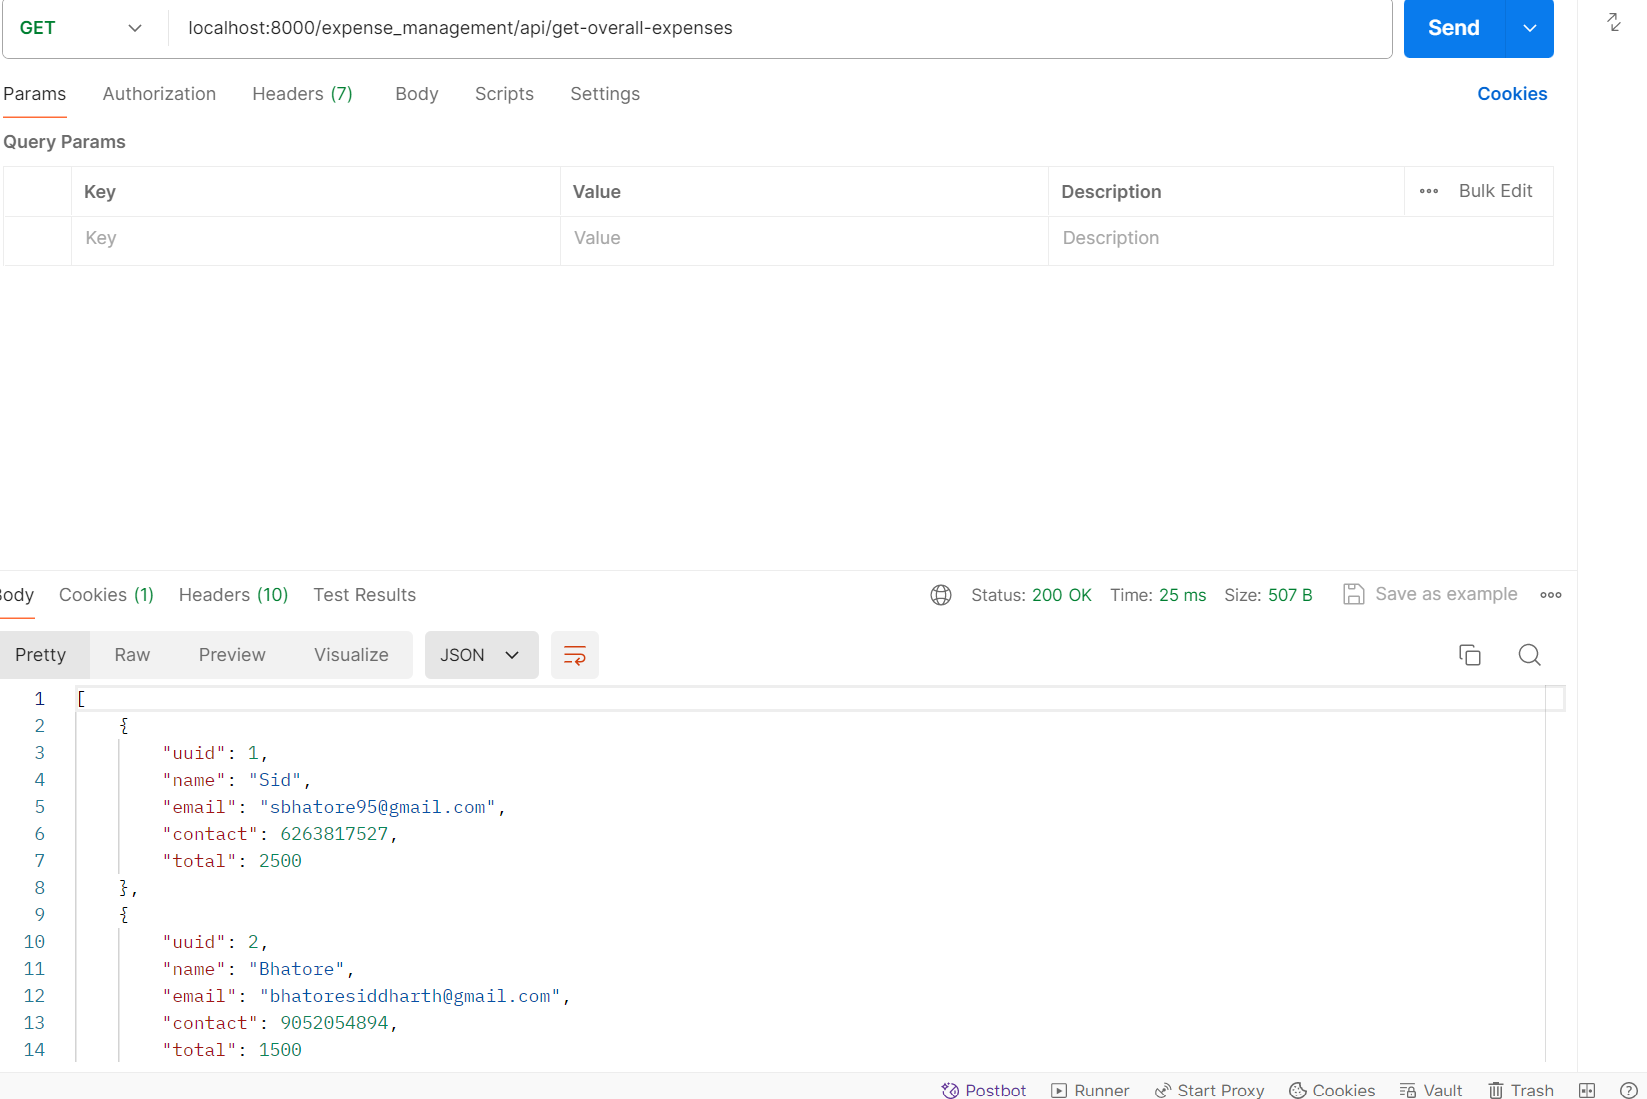 GET localhost:8000/expense_management/api/get-overall-expenses Send
Params Authorization Headers (7) Body Scripts Settings Cookies
Query Params
Key Value Description Bulk Edit
Key Value Description
Body Cookies (1) Headers (10) Test Results Status: 200 OK Time: 25 ms Size: 507 B Save as example
Pretty Raw Preview Visualize JSON
1 [
2 {
3 "uuid": 1,
4 "name": "Sid",
5 "email": "sbhatore95@gmail.com",
6 "contact": 6263817527,
7 "total": 2500
8 },
9 {
10 "uuid": 2,
11 "name": "Bhatore",
12 "email": "bhatoresiddharth@gmail.com",
13 "contact": 9052054894,
14 "total": 1500
Postbot Runner Start Proxy Cookies Vault Trash